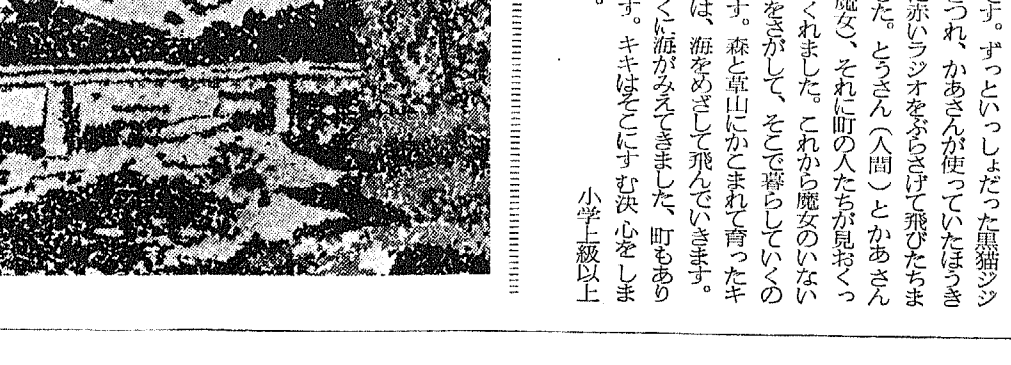 す。ずっといっしょだった黒猫ジジ
つれ、かあさんが使っていたほうき
赤いラジオをぶらさげて飛びたちま
た。とうさん（人間）とかあさん
魔女）、それに町の人たちが見おくっ
くれました。これから魔女のいない
をさがして、そこで暮らしていくの
す。森と草山にかこまれて育ったキ
は、海をめざして飛んでいきます。
くに海がみえてきました、町もあり
す。キキはそこにすむ決心をしま
。
小学上級以上